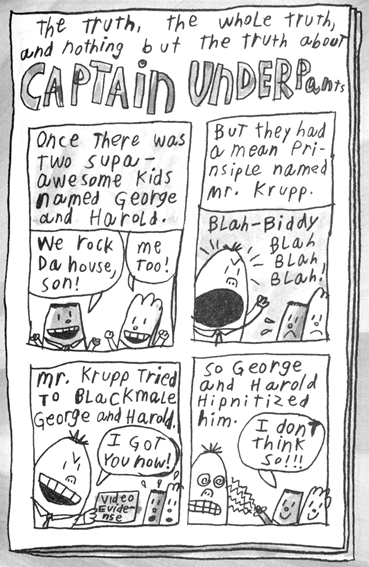 the truth, the whole truth,
and nothing but the truth about
CAPTAIN UNDERPants
Once There was
Two supa-
awesome Kids
named George
and Harold.
We rock
Da house,
son!
me
Too!
But they had
a mean Pri-
nsiple named
Mr. Krupp.
BLah-Biddy
BLah
BLah
BLah!
mr. Krupp Tried
To BLackmale
George and Harold.
I GoT
You now!
Video
Evide-
nse
So George
and Harold
Hipnitized
him.
I donT
Think
So!!!